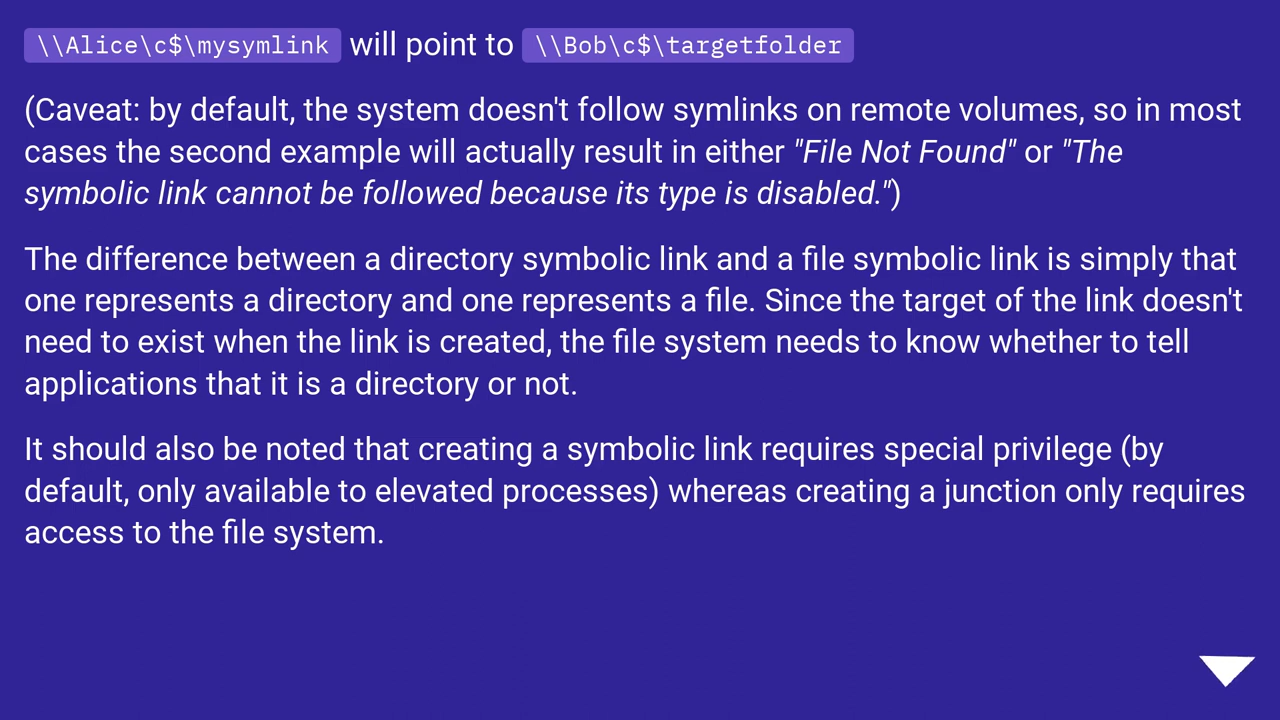 \\Alice\c$\mysymlink will point to \\Bob\c$\targetfolder
(Caveat: by default, the system doesn't follow symlinks on remote volumes, so in most
cases the second example will actually result in either "File Not Found" or "The
symbolic link cannot be followed because its type is disabled.")
The difference between a directory symbolic link and a file symbolic link is simply that
one represents a directory and one represents a file. Since the target of the link doesn't
need to exist when the link is created, the file system needs to know whether to tell
applications that it is a directory or not.
It should also be noted that creating a symbolic link requires special privilege (by
default, only available to elevated processes) whereas creating a junction only requires
access to the file system.